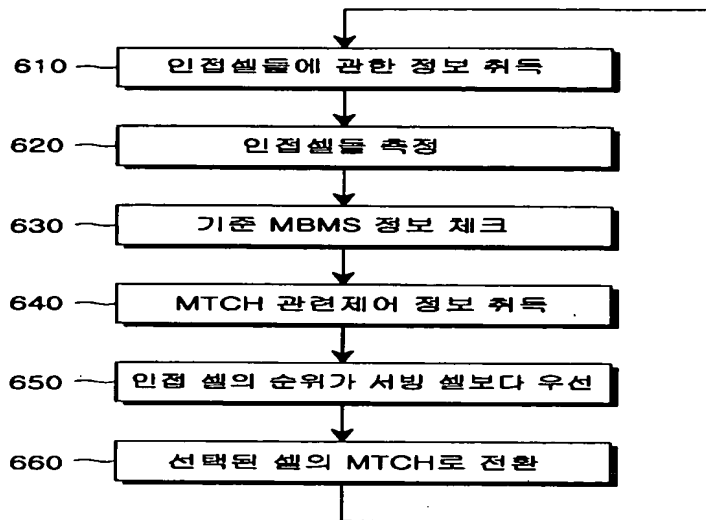 610 인접셀들에 관한 정보 취득
620 인접셀들 측정
630 기준 MBMS 정보 체크
640 MTCH 관련제어 정보 취득
650 인접 셀의 순위가 서빙 셀보다 우선
660 선택된 셀의 MTCH로 전환